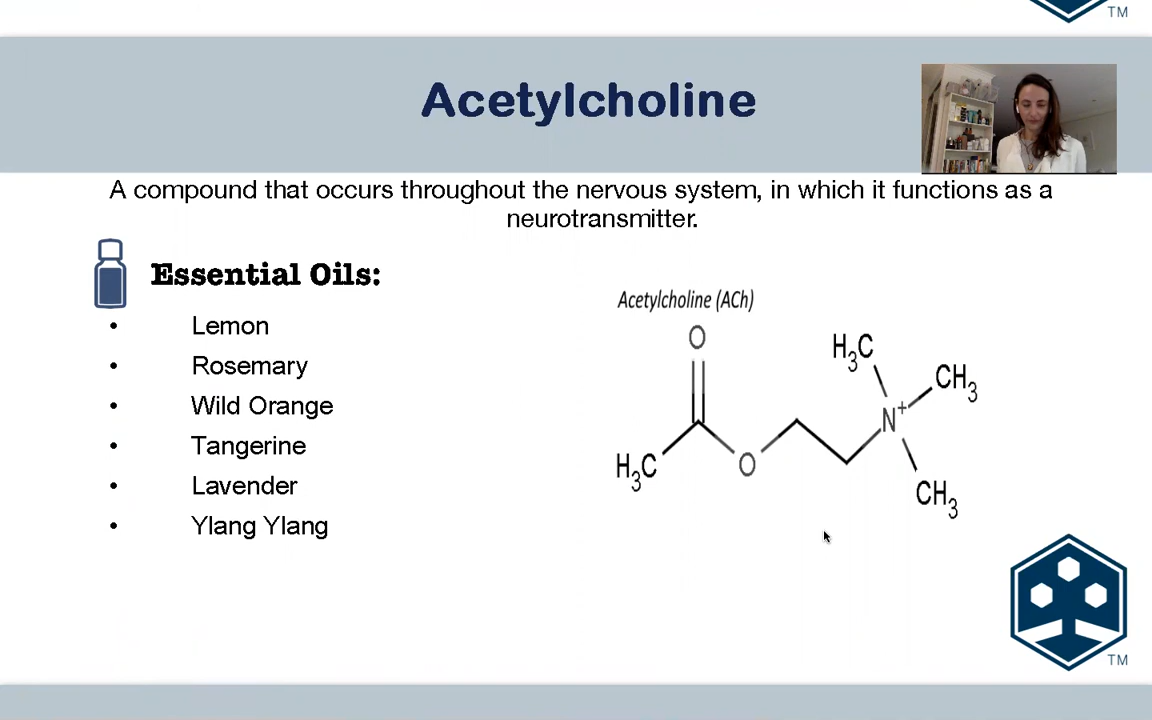 TM
Acetylcholine
A compound that occurs throughout the nervous system, in which it functions as a
neurotransmitter.
Essential Oils:
• Lemon
• Rosemary
• Wild Orange
• Tangerine
• Lavender
• Ylang Ylang
Acetylcholine (ACh)
O
H3C
CH3
N+
H3C
O
CH3
TM